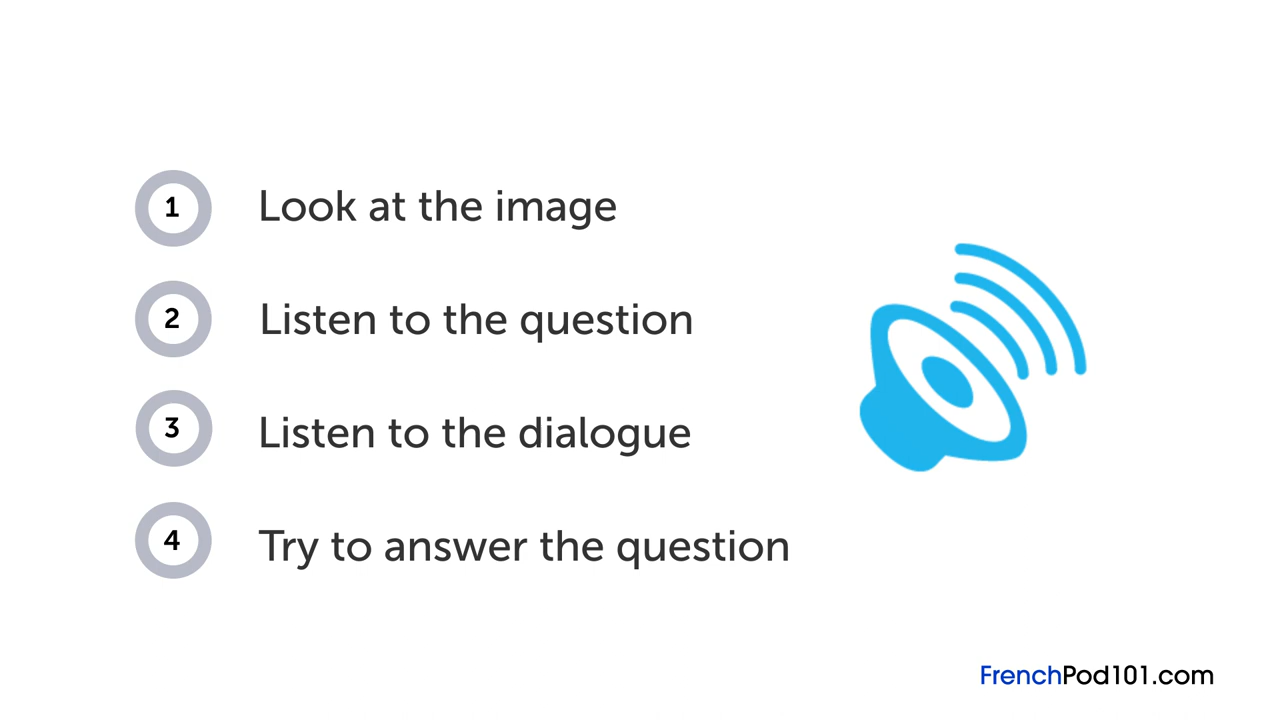 1 Look at the image
2 Listen to the question
3 Listen to the dialogue
4 Try to answer the question
FrenchPod101.com